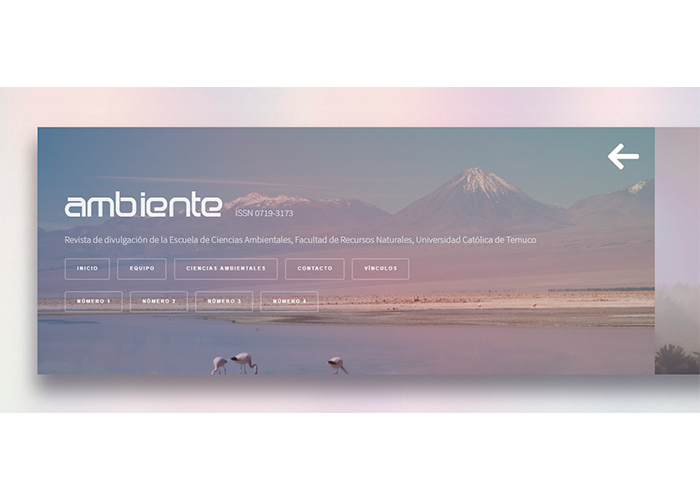 ambiente ISSN 0719-3173
Revista de divulgación de la Escuela de Ciencias Ambientales, Facultad de Recursos Naturales, Universidad Católica de Temuco
INICIO EQUIPO CIENCIAS AMBIENTALES CONTACTO VÍNCULOS
NÚMERO 1 NÚMERO 2 NÚMERO 3 NÚMERO 4